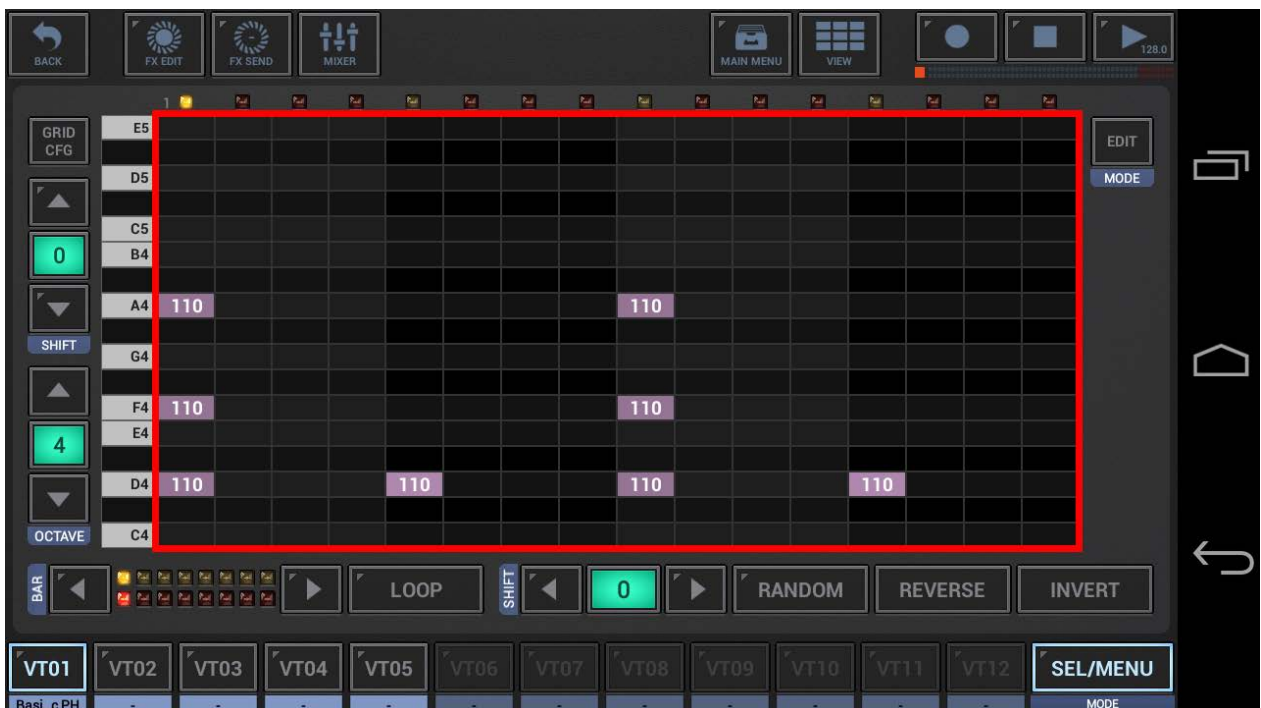 BACK FX EDIT FX SEND MIXER MAIN MENU VIEW 128.0
1
GRID
CFG
E5
EDIT
MODE
D5
C5
0 B4
A4 110 110
SHIFT
G4
F4 110 110
4 E4
D4 110 110 110 110
OCTAVE C4
BAR LOOP SHIFT 0 RANDOM REVERSE INVERT
VT01 VT02 VT03 VT04 VT05 VT06 VT07 VT08 VT09 VT10 VT11 VT12 SEL/MENU
Basi_cPH - - - - - - - - - - - MODE